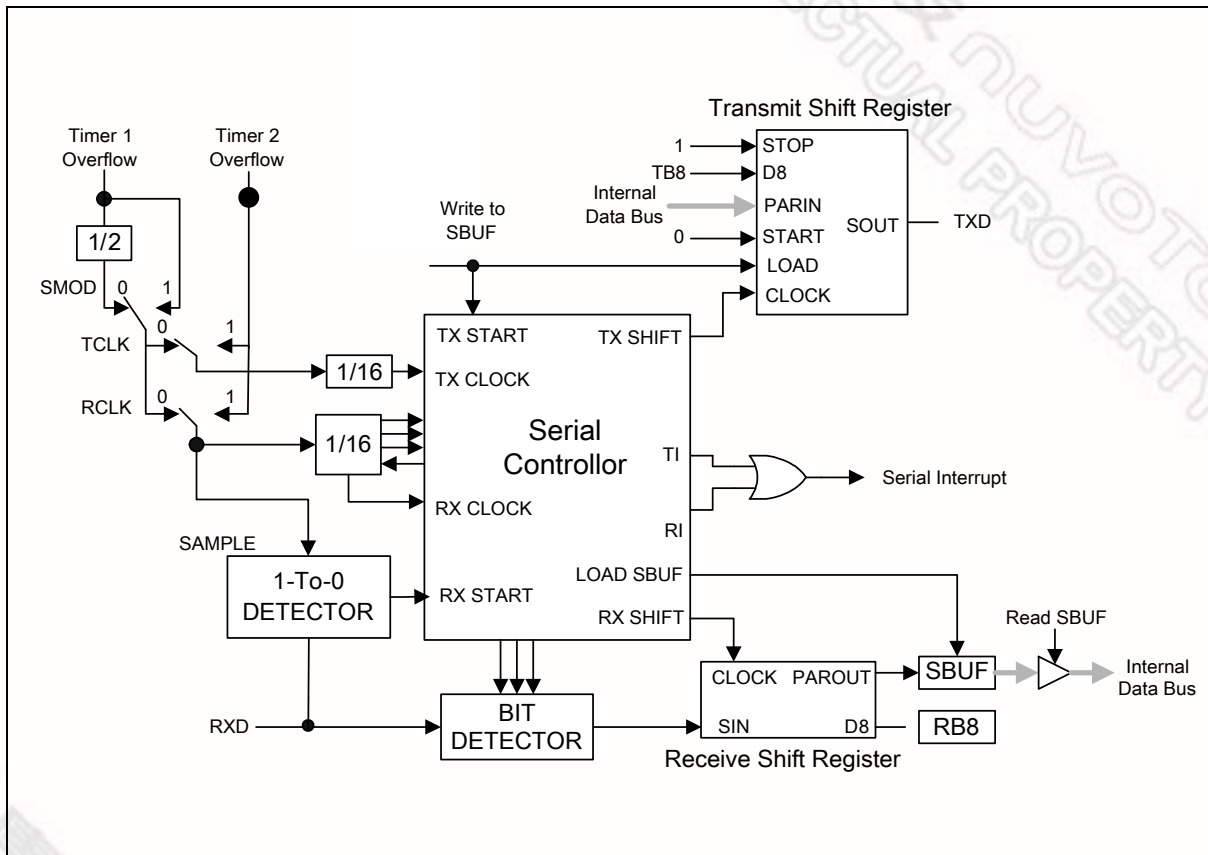 nuvoTo
CTUAL PROPERTY
Transmit Shift Register
Timer 1
Overflow
Timer 2
Overflow
1
STOP
TB8
D8
Internal
Data Bus
PARIN
SOUT
TXD
0
START
LOAD
CLOCK
Write to
SBUF
1/2
SMOD
0
1
TCLK
0
1
RCLK
0
1
1/16
1/16
TX START
TX SHIFT
TX CLOCK
Serial
Controllor
TI
Serial Interrupt
RX CLOCK
RI
SAMPLE
1-To-0
DETECTOR
LOAD SBUF
RX START
RX SHIFT
Read SBUF
CLOCK
PAROUT
SBUF
Internal
Data Bus
RXD
BIT
DETECTOR
SIN
D8
RB8
Receive Shift Register